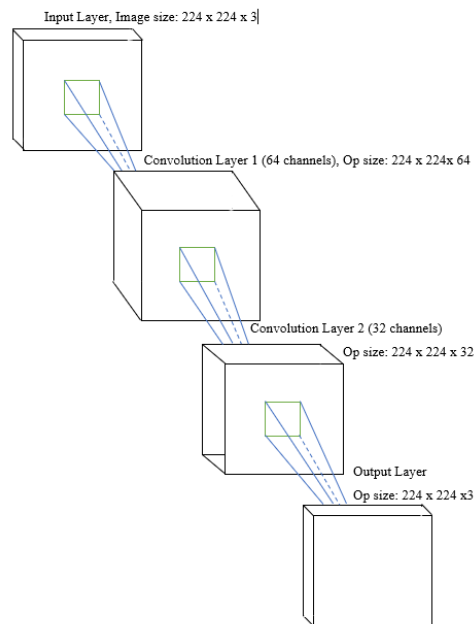 Input Layer, Image size: 224 x 224 x 3
Convolution Layer 1 (64 channels), Op size: 224 x 224x 64
Convolution Layer 2 (32 channels)
Op size: 224 x 224 x 32
Output Layer
Op size: 224 x 224 x3